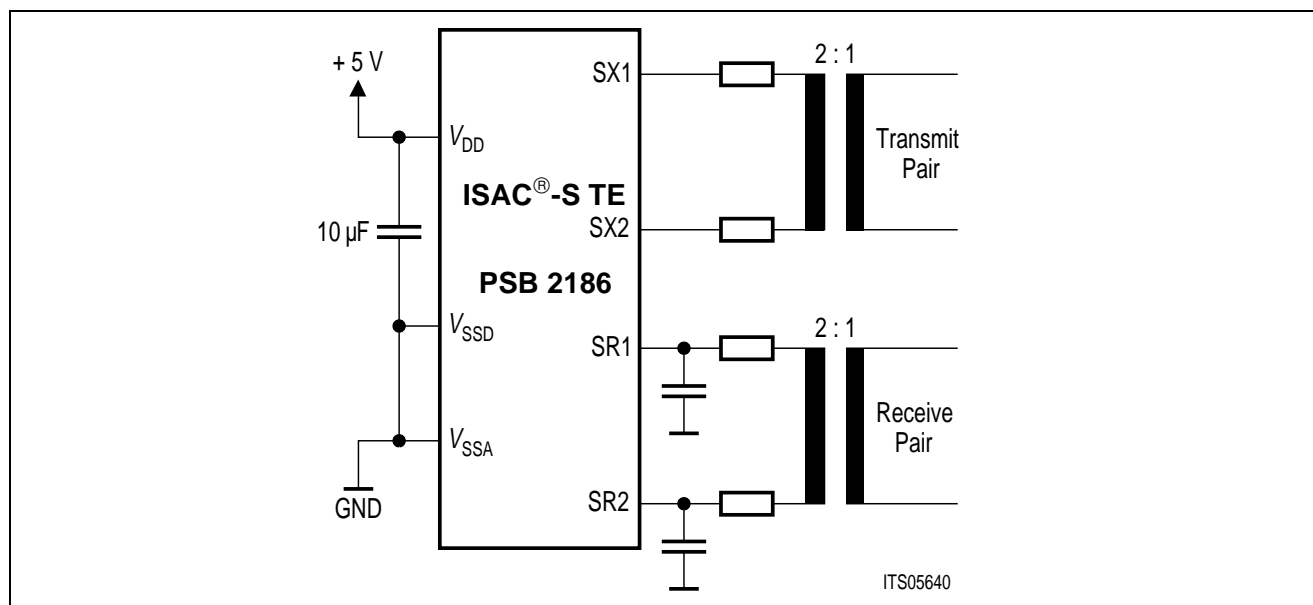 + 5 V
V_DD
10 µF
V_SSD
V_SSA
GND
ISAC®-S TE
PSB 2186
SX1
SX2
SR1
SR2
2 : 1
Transmit
Pair
2 : 1
Receive
Pair
ITS05640